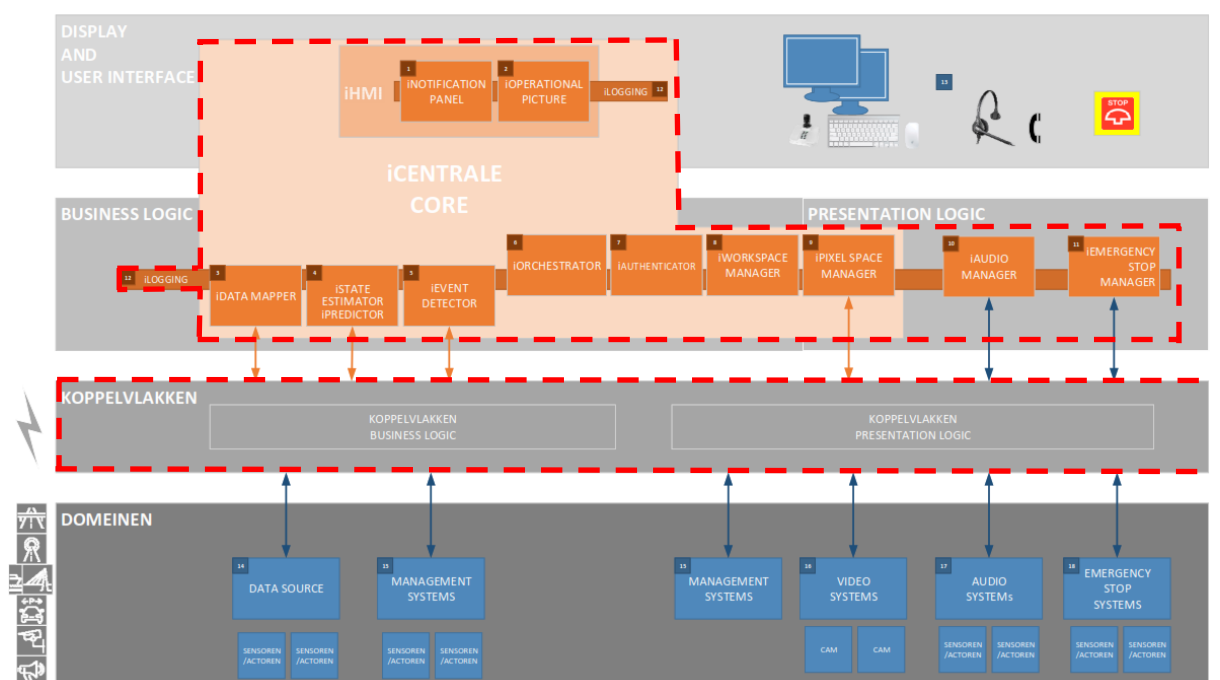 DISPLAY
AND
USER INTERFACE
1
iNOTIFICATION
PANEL
2
iOPERATIONAL
PICTURE
iHMI
iLOGGING
12
13
STOP
iCENTRALE
CORE
BUSINESS LOGIC
PRESENTATION LOGIC
12
iLOGGING
3
iDATA MAPPER
4
iSTATE
ESTIMATOR
iPREDICTOR
5
iEVENT
DETECTOR
6
iORCHESTRATOR
7
iAUTHENTICATOR
8
iWORKSPACE
MANAGER
9
iPIXEL SPACE
MANAGER
10
iAUDIO
MANAGER
11
iEMERGENCY
STOP
MANAGER
KOPPELVLAKKEN
KOPPELVLAKKEN
BUSINESS LOGIC
KOPPELVLAKKEN
PRESENTATION LOGIC
DOMEINEN
14
DATA SOURCE
15
MANAGEMENT
SYSTEMS
15
MANAGEMENT
SYSTEMS
16
VIDEO
SYSTEMS
17
AUDIO
SYSTEMs
18
EMERGENCY
STOP
SYSTEMS
SENSOREN
/ACTOREN
SENSOREN
/ACTOREN
SENSOREN
/ACTOREN
SENSOREN
/ACTOREN
CAM
CAM
SENSOREN
/ACTOREN
SENSOREN
/ACTOREN
SENSOREN
/ACTOREN
SENSOREN
/ACTOREN
P